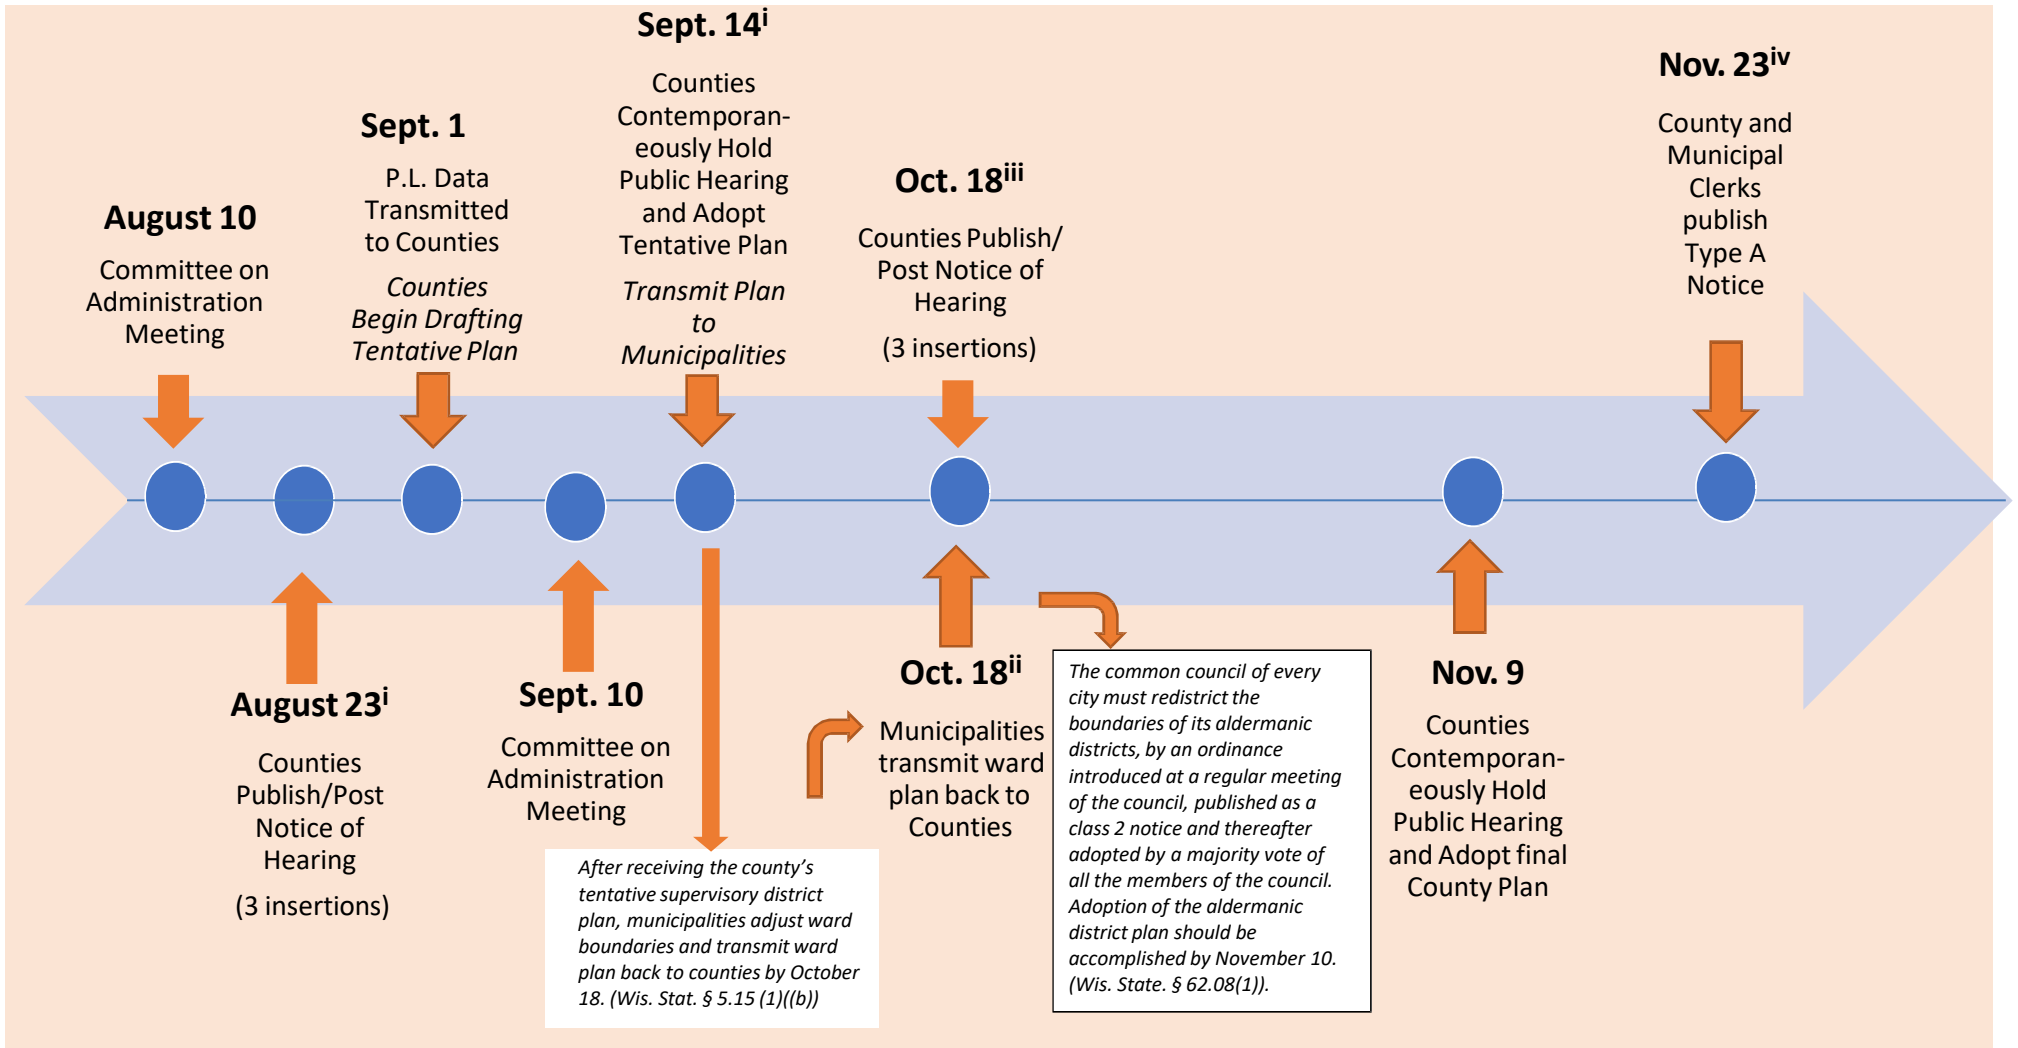 August 10
Committee on
Administration
Meeting
August 23i
Counties
Publish/Post
Notice of
Hearing
(3 insertions)
Sept. 1
P.L. Data
Transmitted
to Counties
Counties
Begin Drafting
Tentative Plan
Sept. 10
Committee on
Administration
Meeting
Sept. 14i
Counties
Contemporan-
eously Hold
Public Hearing
and Adopt
Tentative Plan
Transmit Plan
to
Municipalities
After receiving the county’s
tentative supervisory district
plan, municipalities adjust ward
boundaries and transmit ward
plan back to counties by October
18. (Wis. Stat. § 5.15 (1)((b))
Oct. 18iii
Counties Publish/
Post Notice of
Hearing
(3 insertions)
Oct. 18ii
Municipalities
transmit ward
plan back to
Counties
The common council of every
city must redistrict the
boundaries of its aldermanic
districts, by an ordinance
introduced at a regular meeting
of the council, published as a
class 2 notice and thereafter
adopted by a majority vote of
all the members of the council.
Adoption of the aldermanic
district plan should be
accomplished by November 10.
(Wis. State. § 62.08(1)).
Nov. 9
Counties
Contemporan-
eously Hold
Public Hearing
and Adopt final
County Plan
Nov. 23iv
County and
Municipal
Clerks
publish
Type A
Notice